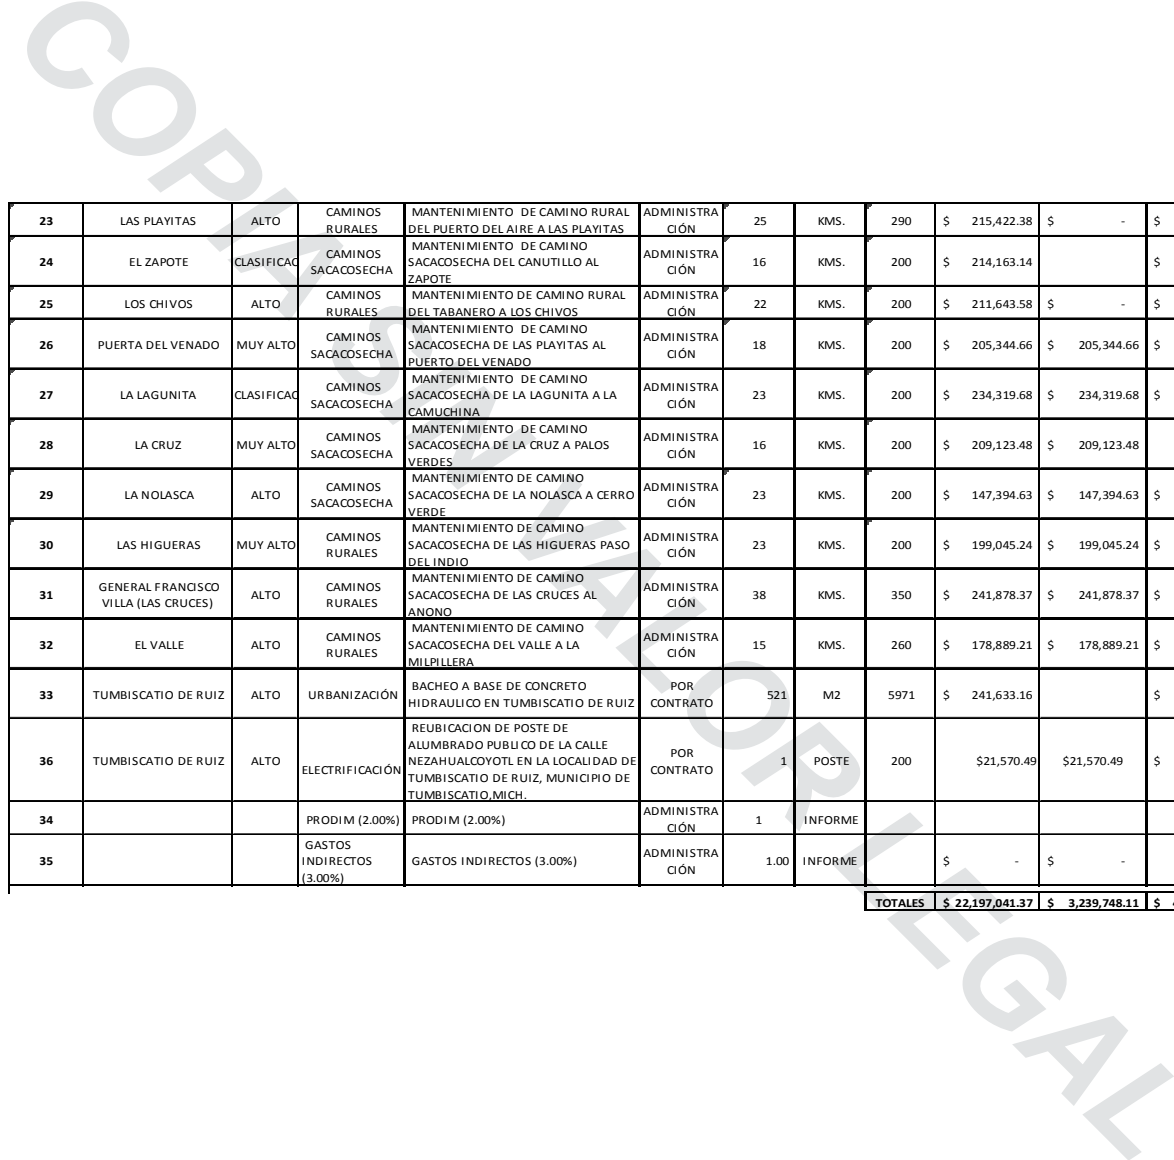 COPIA SIN VALOR LEGAL
23 LAS PLAYITAS ALTO CAMINOS RURALES MANTENIMIENTO DE CAMINO RURAL DEL PUERTO DEL AIRE A LAS PLAYITAS ADMINISTRACIÓN 25 KMS. 290 $ 215,422.38 $ - $
24 EL ZAPOTE CLASIFICAC CAMINOS SACACOSECHA MANTENIMIENTO DE CAMINO SACACOSECHA DEL CANUTILLO AL ZAPOTE ADMINISTRACIÓN 16 KMS. 200 $ 214,163.14 $
25 LOS CHIVOS ALTO CAMINOS RURALES MANTENIMIENTO DE CAMINO RURAL DEL TABANERO A LOS CHIVOS ADMINISTRACIÓN 22 KMS. 200 $ 211,643.58 $ - $
26 PUERTA DEL VENADO MUY ALTO CAMINOS SACACOSECHA MANTENIMIENTO DE CAMINO SACACOSECHA DE LAS PLAYITAS AL PUERTO DEL VENADO ADMINISTRACIÓN 18 KMS. 200 $ 205,344.66 $ 205,344.66 $
27 LA LAGUNITA CLASIFICAC CAMINOS SACACOSECHA MANTENIMIENTO DE CAMINO SACACOSECHA DE LA LAGUNITA A LA CAMUCHINA ADMINISTRACIÓN 23 KMS. 200 $ 234,319.68 $ 234,319.68 $
28 LA CRUZ MUY ALTO CAMINOS SACACOSECHA MANTENIMIENTO DE CAMINO SACACOSECHA DE LA CRUZ A PALOS VERDES ADMINISTRACIÓN 16 KMS. 200 $ 209,123.48 $ 209,123.48 $
29 LA NOLASCA ALTO CAMINOS SACACOSECHA MANTENIMIENTO DE CAMINO SACACOSECHA DE LA NOLASCA A CERRO VERDE ADMINISTRACIÓN 23 KMS. 200 $ 147,394.63 $ 147,394.63 $
30 LAS HIGUERAS MUY ALTO CAMINOS RURALES MANTENIMIENTO DE CAMINO SACACOSECHA DE LAS HIGUERAS PASO DEL INDIO ADMINISTRACIÓN 23 KMS. 200 $ 199,045.24 $ 199,045.24 $
31 GENERAL FRANCISCO VILLA (LAS CRUCES) ALTO CAMINOS RURALES MANTENIMIENTO DE CAMINO SACACOSECHA DE LAS CRUCES AL ANONO ADMINISTRACIÓN 38 KMS. 350 $ 241,878.37 $ 241,878.37 $
32 EL VALLE ALTO CAMINOS RURALES MANTENIMIENTO DE CAMINO SACACOSECHA DEL VALLE A LA MILPILLERA ADMINISTRACIÓN 15 KMS. 260 $ 178,889.21 $ 178,889.21 $
33 TUMBISCATIO DE RUIZ ALTO URBANIZACIÓN BACHEO A BASE DE CONCRETO HIDRAULICO EN TUMBISCATIO DE RUIZ POR CONTRATO 521 M2 5971 $ 241,633.16 $
36 TUMBISCATIO DE RUIZ ALTO ELECTRIFICACIÓN REUBICACION DE POSTE DE ALUMBRADO PUBLICO DE LA CALLE NEZAHUALCOYOTL EN LA LOCALIDAD DE TUMBISCATIO DE RUIZ, MUNICIPIO DE TUMBISCATIO,MICH. POR CONTRATO 1 POSTE 200 $21,570.49 $21,570.49 $
34 PRODIM (2.00%) PRODIM (2.00%) ADMINISTRACIÓN 1 INFORME
35 GASTOS INDIRECTOS (3.00%) GASTOS INDIRECTOS (3.00%) ADMINISTRACIÓN 1.00 INFORME $ - $ -
TOTALES $ 22,197,041.37 $ 3,239,748.11 $